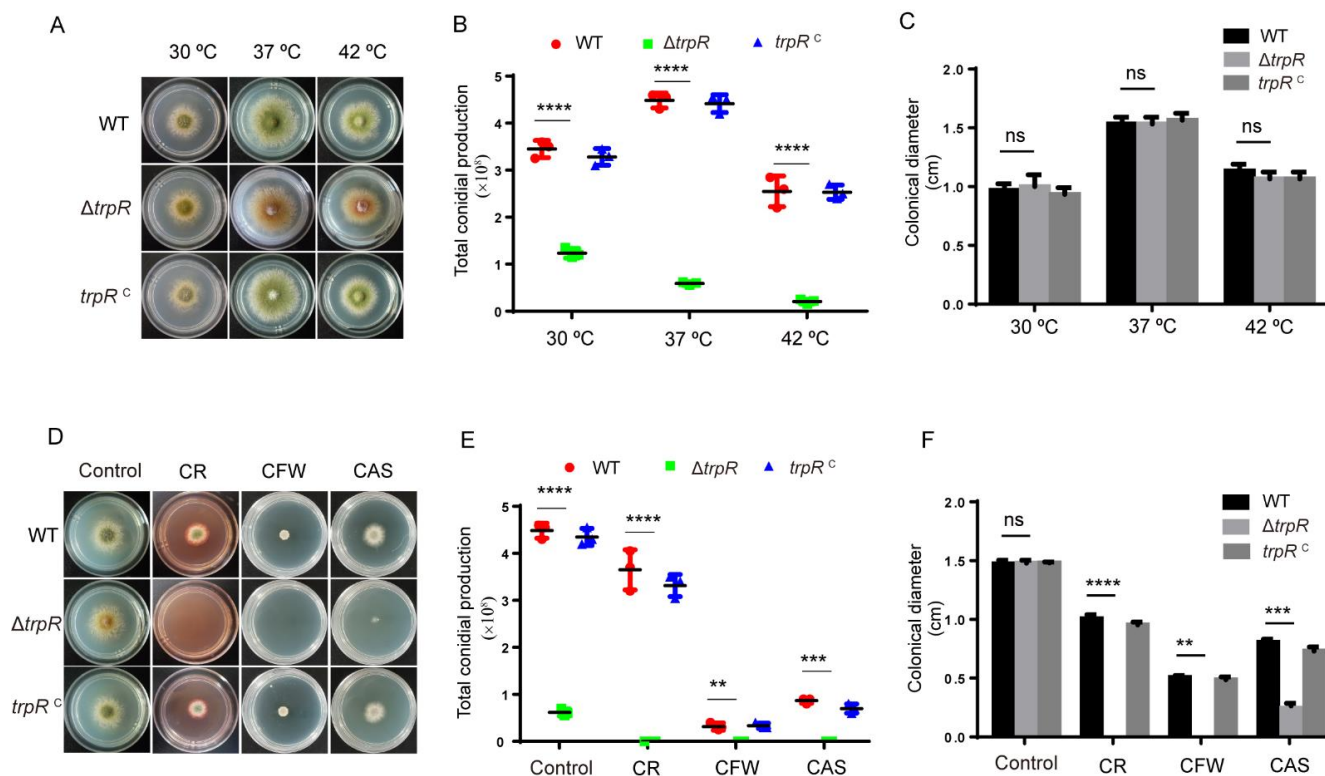 A
30 ºC 37 ºC 42 ºC
WT
ΔtrpR
trpR C
B
WT ΔtrpR trpR C
Total conidial production
(×10⁸)
5
4
3
2
1
0
****
****
****
30 ºC 37 ºC 42 ºC
C
WT
ΔtrpR
trpR C
Colonical diameter
(cm)
2.0
1.5
1.0
0.5
0.0
ns
ns
ns
30 ºC 37 ºC 42 ºC
D
Control CR CFW CAS
WT
ΔtrpR
trpR C
E
WT ΔtrpR trpR C
Total conidial production
(×10⁸)
5
4
3
2
1
0
****
****
**
***
Control CR CFW CAS
F
WT
ΔtrpR
trpR C
Colonical diameter
(cm)
2.0
1.5
1.0
0.5
0.0
ns
****
**
***
Control CR CFW CAS